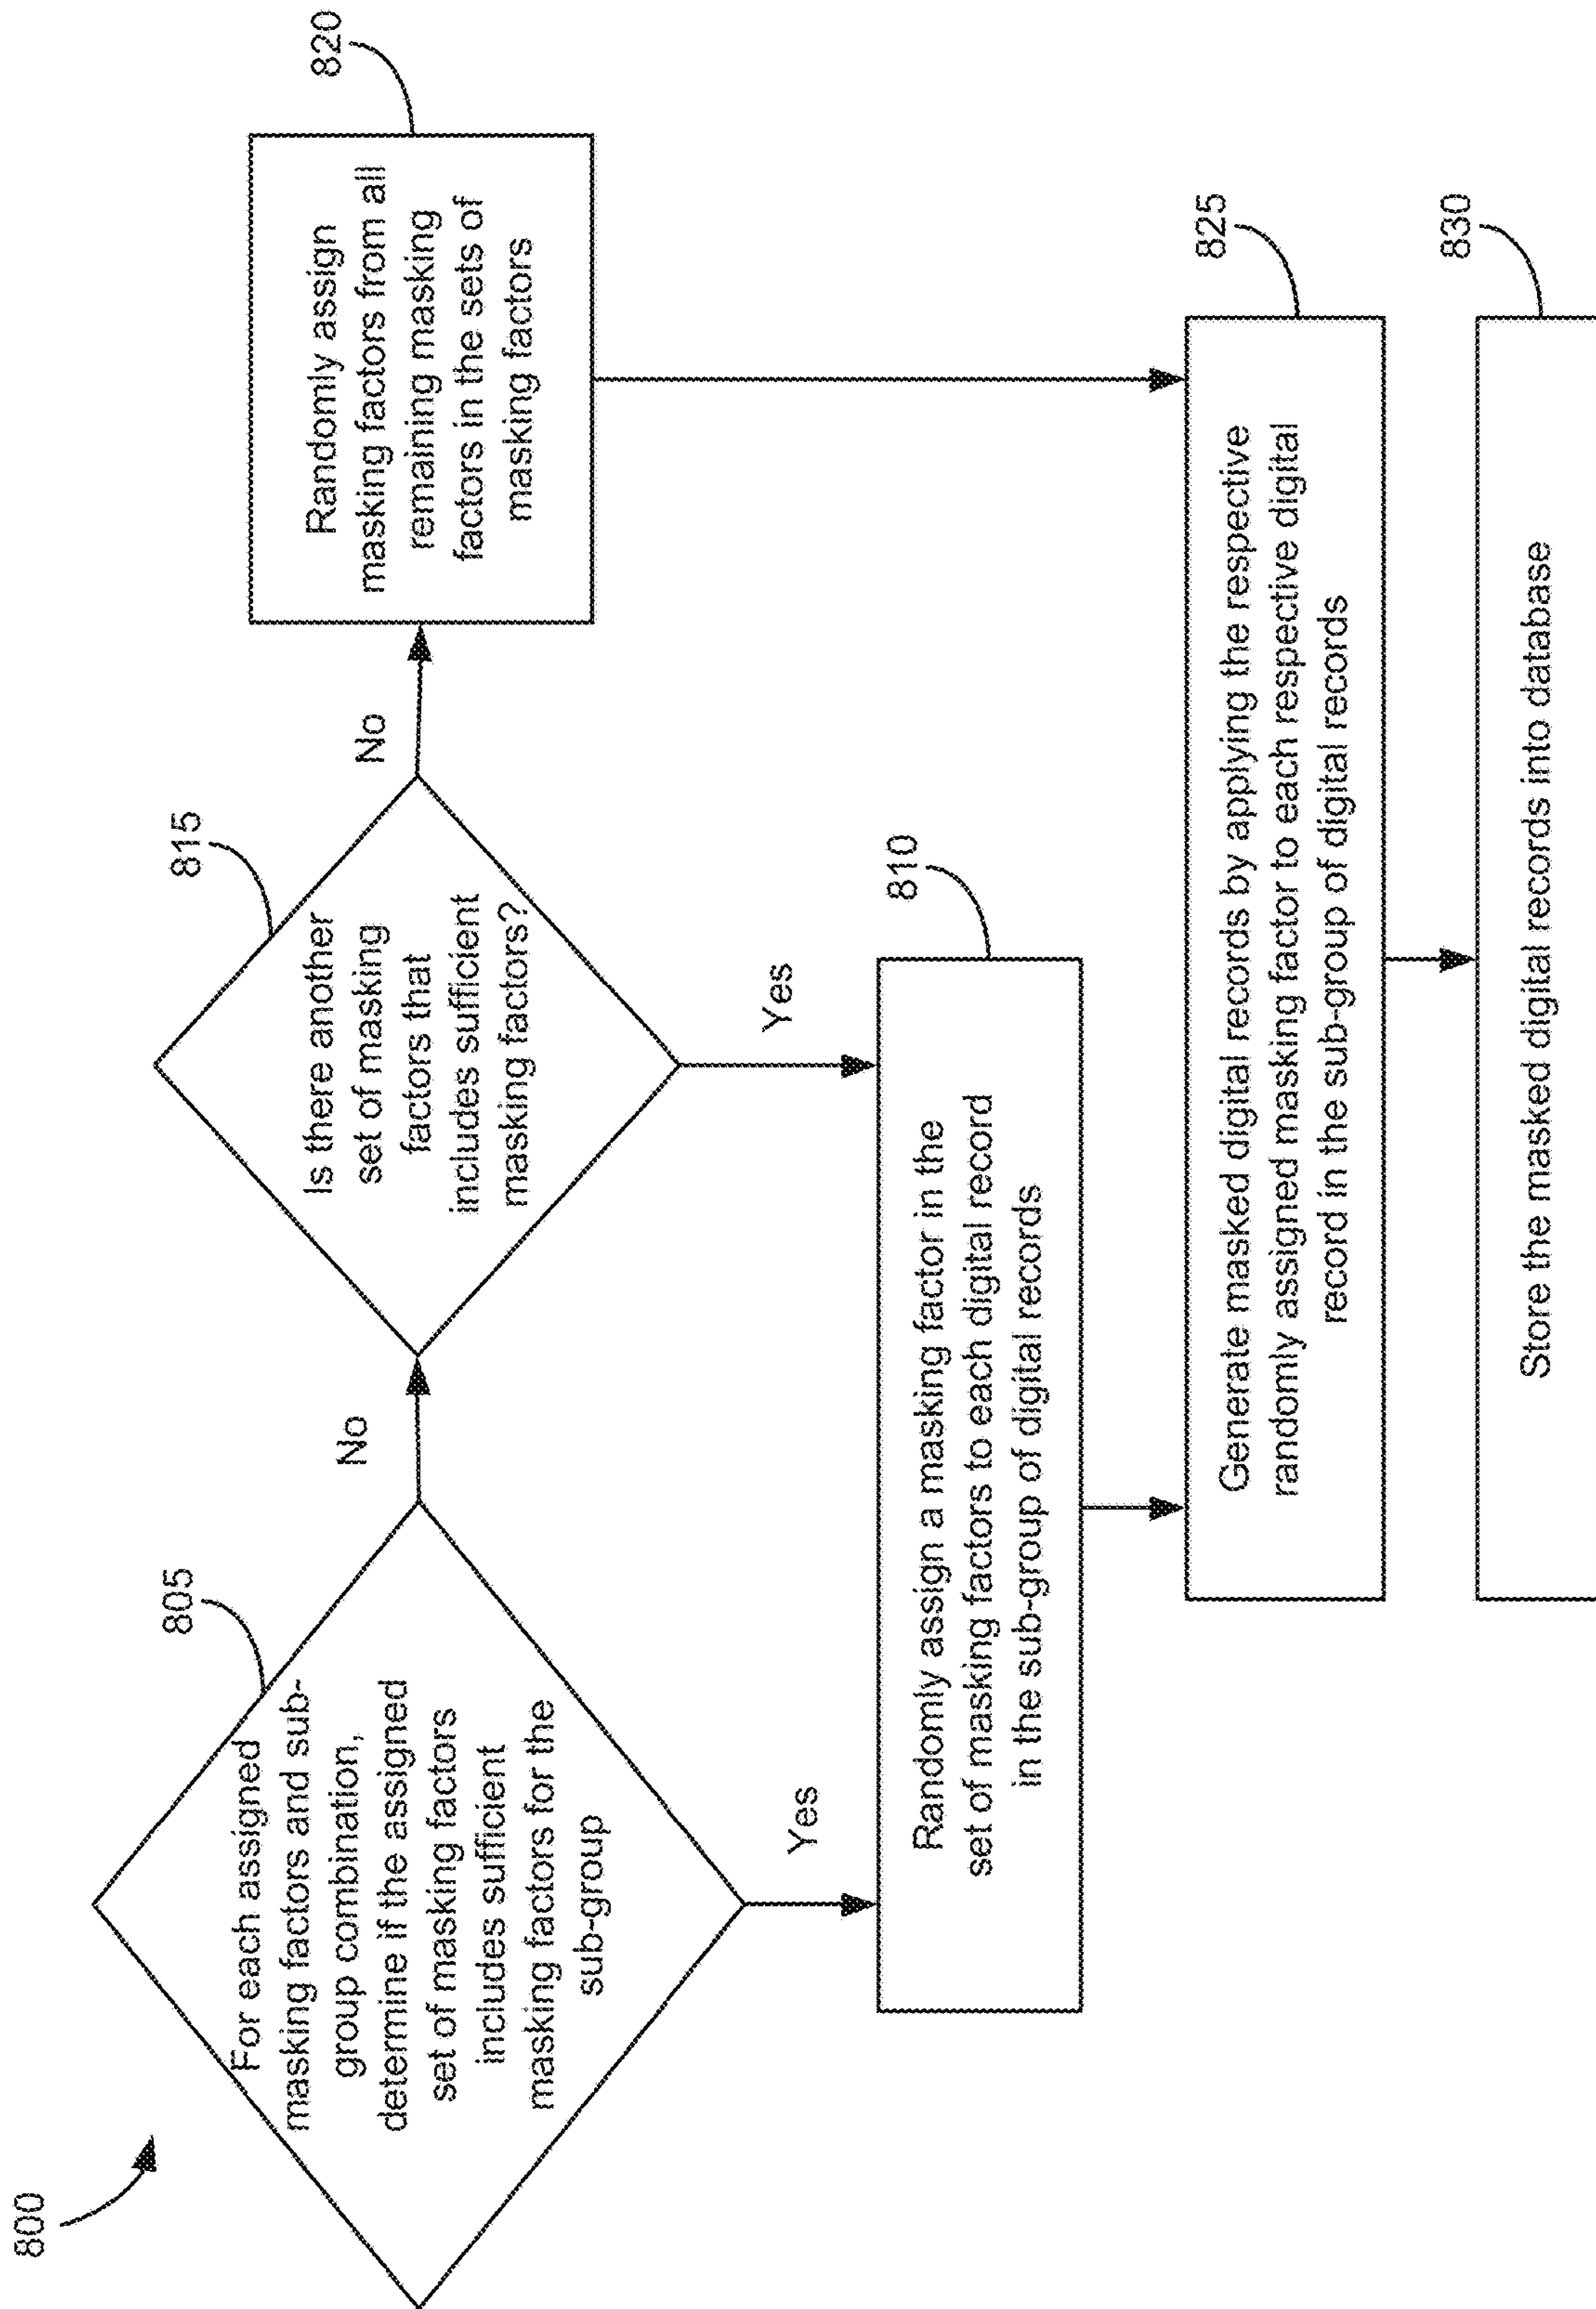 800
805
For each assigned
masking factors and sub-
group combination,
determine if the assigned
set of masking factors
includes sufficient
masking factors for the
sub-group
No
815
Is there another
set of masking
factors that
includes sufficient
masking factors?
No
820
Randomly assign
masking factors from all
remaining masking
factors in the sets of
masking factors
Yes
Yes
810
Randomly assign a masking factor in the
set of masking factors to each digital record
in the sub-group of digital records
825
Generate masked digital records by applying the respective
randomly assigned masking factor to each respective digital
record in the sub-group of digital records
830
Store the masked digital records into database